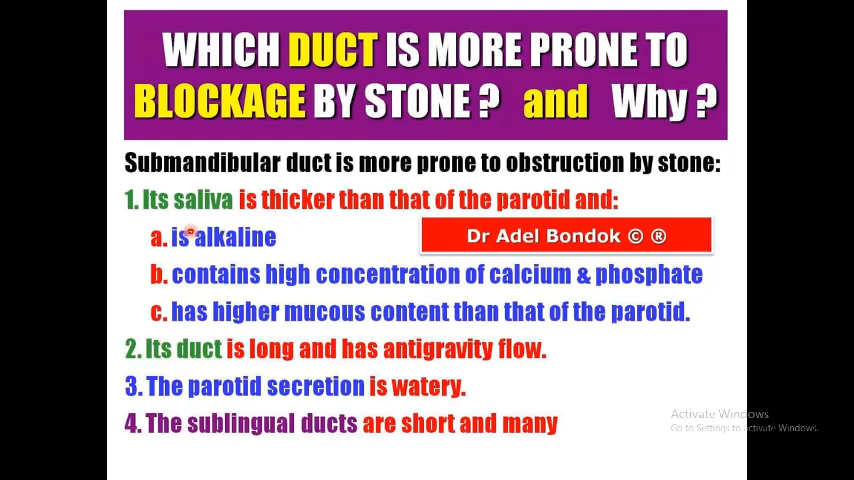 WHICH DUCT IS MORE PRONE TO
BLOCKAGE BY STONE ? and Why ?
Submandibular duct is more prone to obstruction by stone:
1. Its saliva is thicker than that of the parotid and:
a. is alkaline
Dr Adel Bondok © ®
b. contains high concentration of calcium & phosphate
c. has higher mucous content than that of the parotid.
2. Its duct is long and has antigravity flow.
3. The parotid secretion is watery.
4. The sublingual ducts are short and many
Activate Windows
Go to Settings to activate Windows.